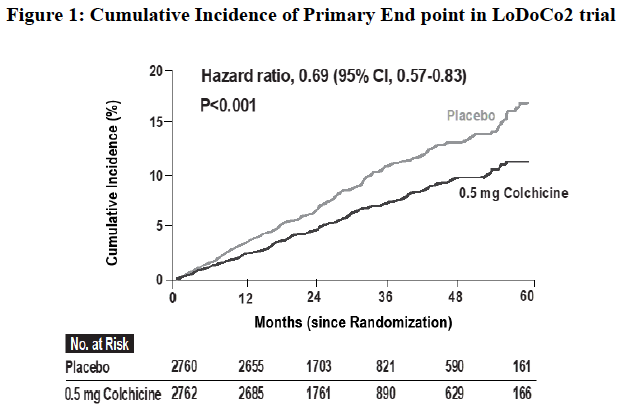 Figure 1: Cumulative Incidence of Primary End point in LoDoCo2 trial
Hazard ratio, 0.69 (95% CI, 0.57-0.83)
P<0.001
Cumulative Incidence (%)
20
15
10
5
0
Placebo
0.5 mg Colchicine
0 12 24 36 48 60
Months (since Randomization)
No. at Risk
Placebo 2760 2655 1703 821 590 161
0.5 mg Colchicine 2762 2685 1761 890 629 166